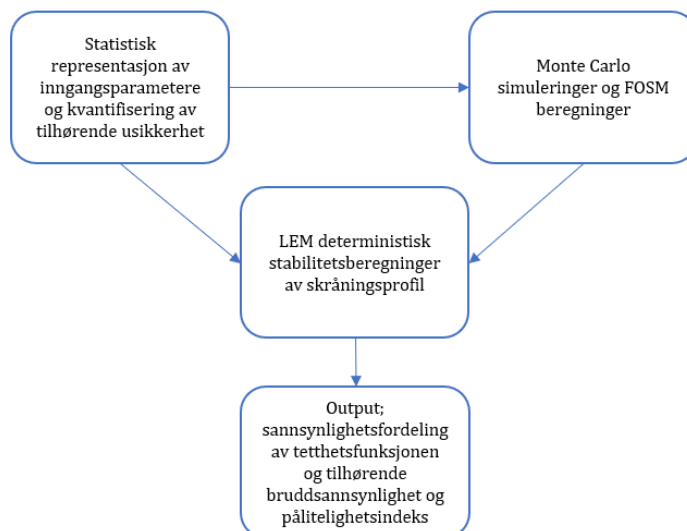 Statistisk
representasjon av
inngangsparametere
og kvantifisering av
tilhørende usikkerhet
Monte Carlo
simuleringer og FOSM
beregninger
LEM deterministisk
stabilitetsberegninger
av skråningsprofil
Output;
sannsynlighetsfordeling
av tetthetsfunksjonen
og tilhørende
bruddsannsynlighet og
pålitelighetsindeks